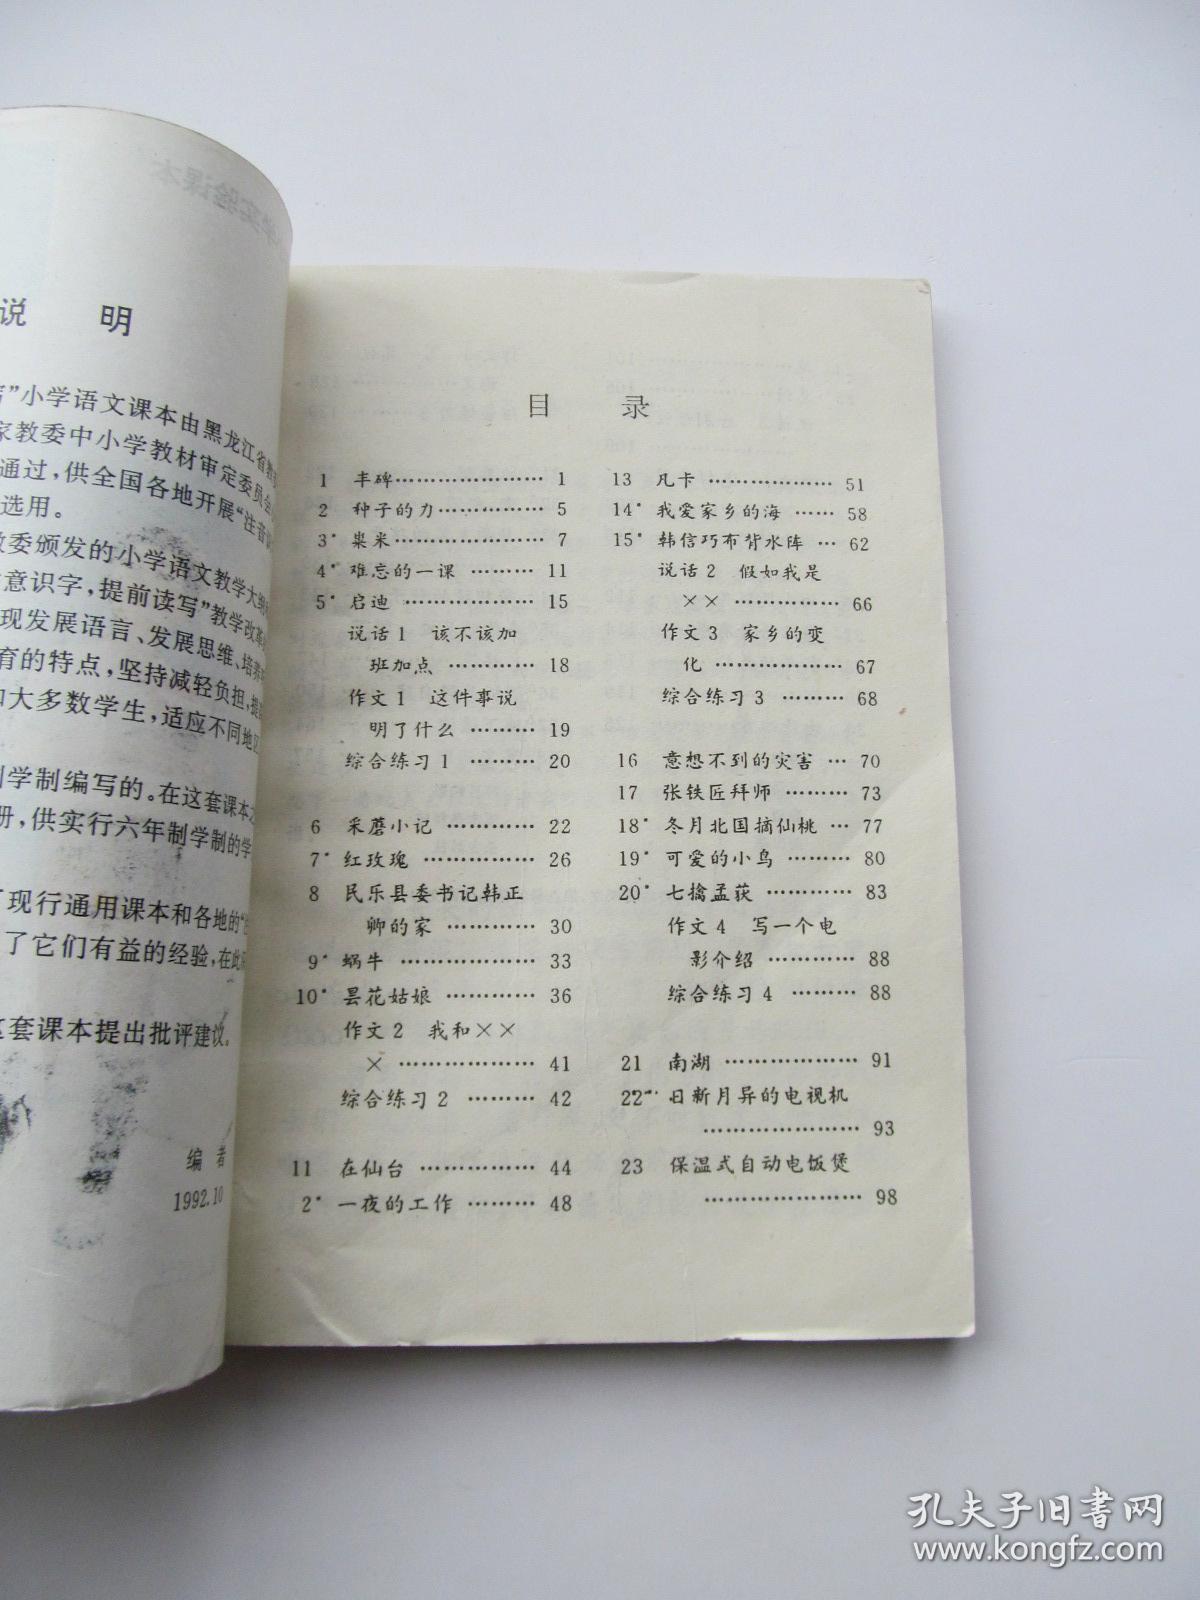 说 明
”小学语文课本由黑龙江省教
家教委中小学教材审定委员会
通过，供全国各地开展“注音
选用。
教委颁发的小学语文教学大纲
意识字，提前读写”教学改革
现发展语言、发展思维、培养
育的特点，坚持减轻负担，提
大多数学生，适应不同地区
学制编写的。在这套课本
册，供实行六年制学制的学
现行通用课本和各地的“
了它们有益的经验，在此
这套课本提出批评建议。
编者
1992.10
目 录
1 丰碑…………………1
2 种子的力……………5
3* 粜米…………………7
4* 难忘的一课 ………11
5* 启迪 ………………15
说话1 该不该加
班加点 …………18
作文1 这件事说
明了什么 ………19
综合练习1 ………20
6 采蘑小记 …………22
7* 红玫瑰 ……………26
8 民乐县委书记韩正
卿的家 …………30
9* 蜗牛 ………………33
10* 昙花姑娘 …………36
作文2 我和××
× ………………41
综合练习2 ………42
11 在仙台 ……………44
2* 一夜的工作 ………48
13 凡卡 ………………51
14* 我爱家乡的海 ……58
15* 韩信巧布背水阵 …62
说话2 假如我是
×× ……………66
作文3 家乡的变
化 ………………67
综合练习3 ………68
16 意想不到的灾害 …70
17 张铁匠拜师 ………73
18* 冬月北国摘仙桃 …77
19* 可爱的小鸟 ………80
20* 七擒孟获 …………83
作文4 写一个电
影介绍 …………88
综合练习4 ………88
21 南湖 ………………91
22* 日新月异的电视机
…………………93
23 保温式自动电饭煲
…………………98
孔夫子旧书网
www.kongfz.com